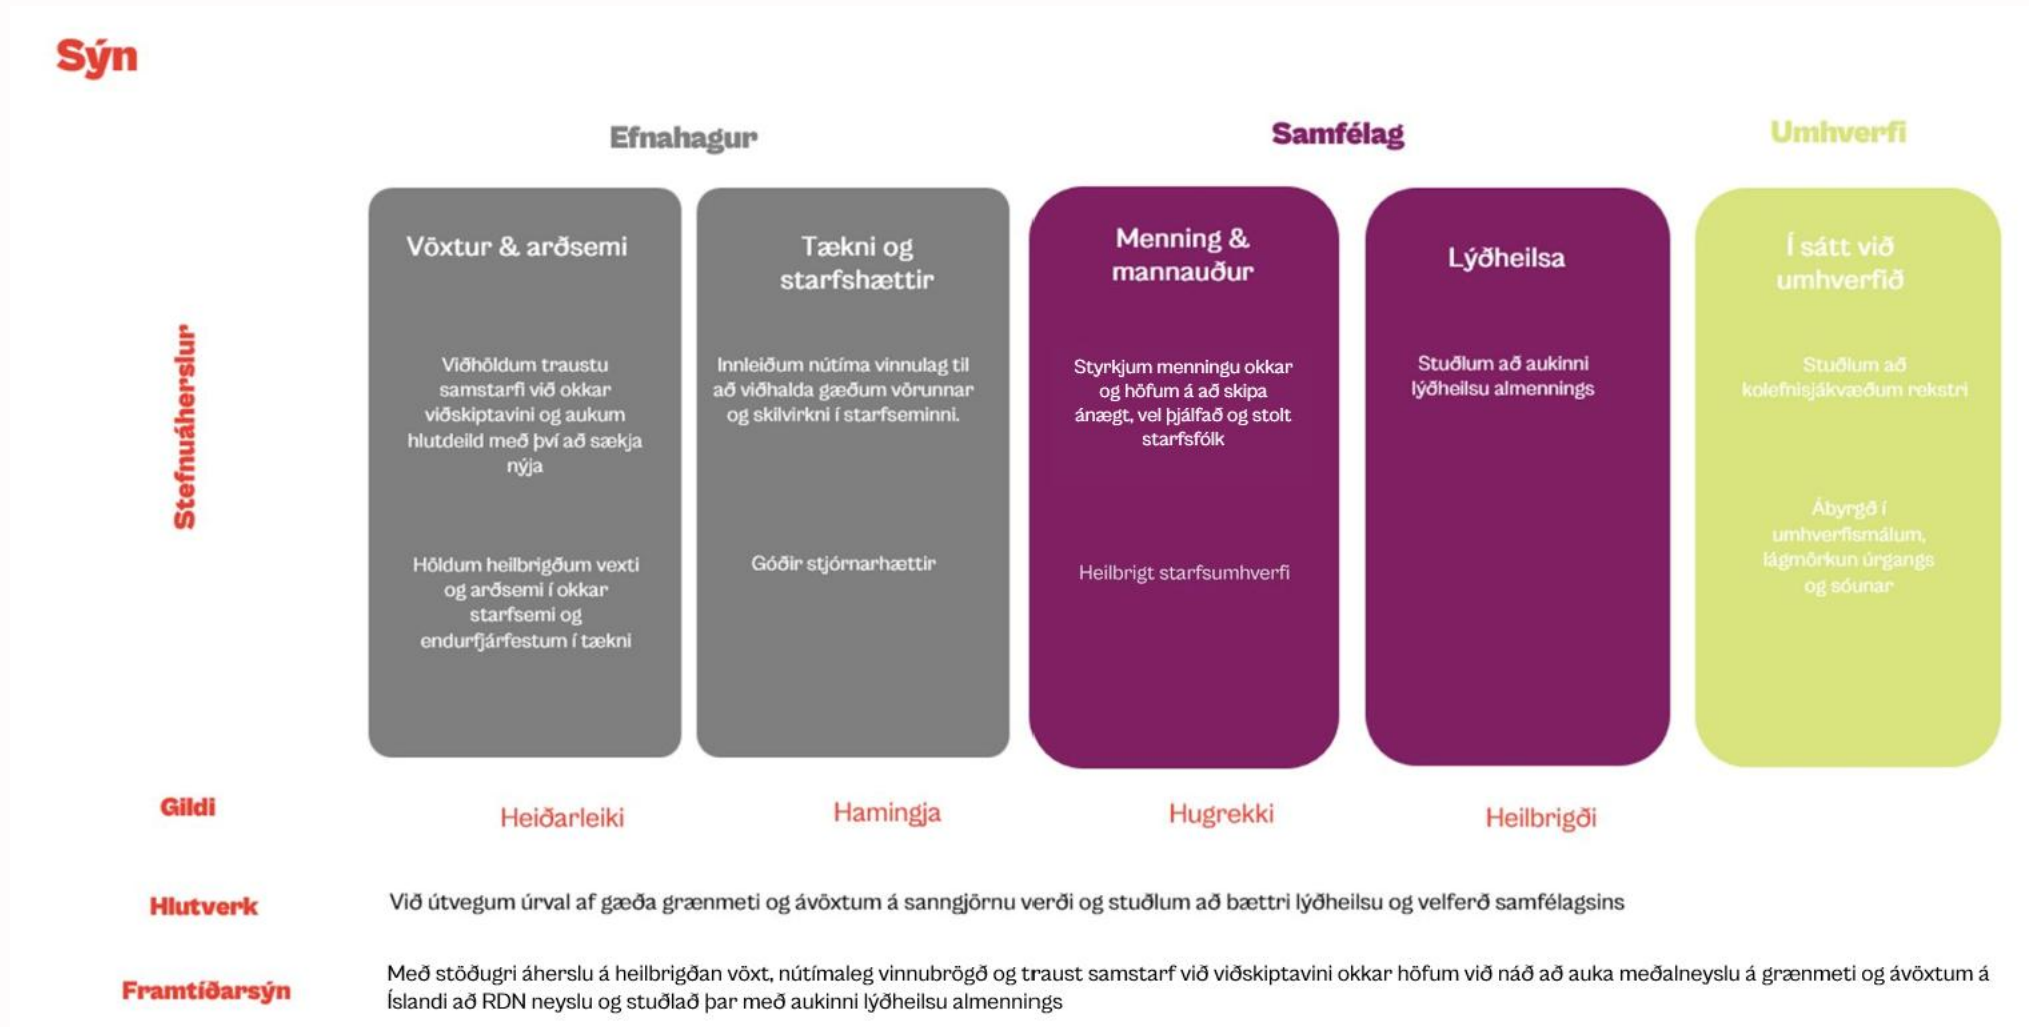 Sýn
Efnahagur
Samfélag
Umhverfi
Stefnuáherslur
Vöxtur & arðsemi
Viðhöldum traustu
samstarfi við okkar
viðskiptavini og aukum
hlutdeild með því að sækja
nýja
Höldum heilbrigðum vexti
og arðsemi í okkar
starfsemi og
endurfjárfestum í tækni
Tækni og
starfshættir
Innleiðum nútíma vinnulag til
að viðhalda gæðum vörunnar
og skilvirkni í starfseminni.
Góðir stjórnarhættir
Menning &
mannauður
Styrkjum menningu okkar
og höfum á að skipa
ánægt, vel þjálfað og stolt
starfsfólk
Heilbrigt starfsumhverfi
Lýðheilsa
Stuðlum að aukinni
lýðheilsu almennings
Í sátt við
umhverfið
Stuðlum að
kolefnisjákvæðum rekstri
Ábyrgð í
umhverfismálum,
lágmörkun úrgangs
og sóunar
Gildi
Heiðarleiki
Hamingja
Hugrekki
Heilbrigði
Hlutverk
Við útvegum úrval af gæða grænmeti og ávöxtum á sanngjörnu verði og stuðlum að bættri lýðheilsu og velferð samfélagsins
Framtíðarsýn
Með stöðugri áherslu á heilbrigðan vöxt, nútímaleg vinnubrögð og traust samstarf við viðskiptavini okkar höfum við náð að auka meðalneyslu á grænmeti og ávöxtum á
Íslandi að RDN neyslu og stuðlað þar með aukinni lýðheilsu almennings